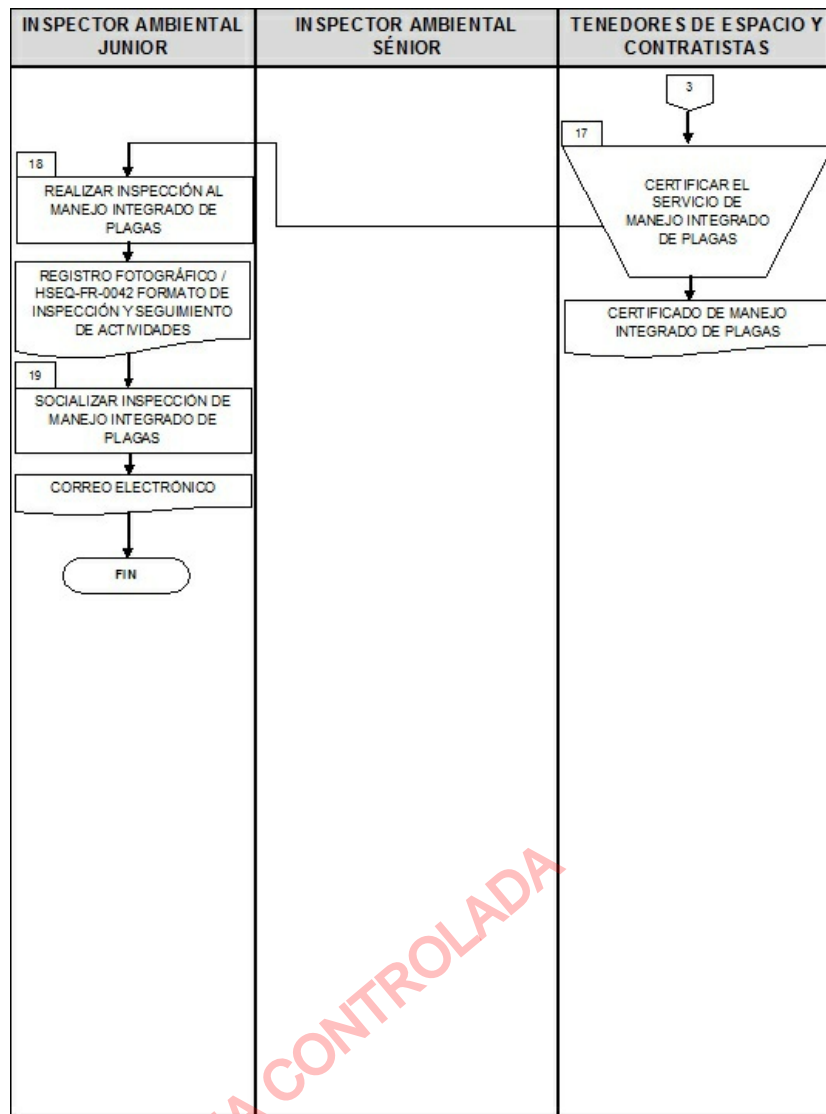 INSPECTOR AMBIENTAL
JUNIOR
INSPECTOR AMBIENTAL
SÉNIOR
TENEDORES DE ESPACIO Y
CONTRATISTAS
3
17
CERTIFICAR EL
SERVICIO DE
MANEJO INTEGRADO
DE PLAGAS
CERTIFICADO DE MANEJO
INTEGRADO DE PLAGAS
18
REALIZAR INSPECCIÓN AL
MANEJO INTEGRADO DE
PLAGAS
REGISTRO FOTOGRÁFICO /
HSEQ-FR-0042 FORMATO DE
INSPECCIÓN Y SEGUIMIENTO
DE ACTIVIDADES
19
SOCIALIZAR INSPECCIÓN DE
MANEJO INTEGRADO DE
PLAGAS
CORREO ELECTRÓNICO
FIN
CONTROLADA